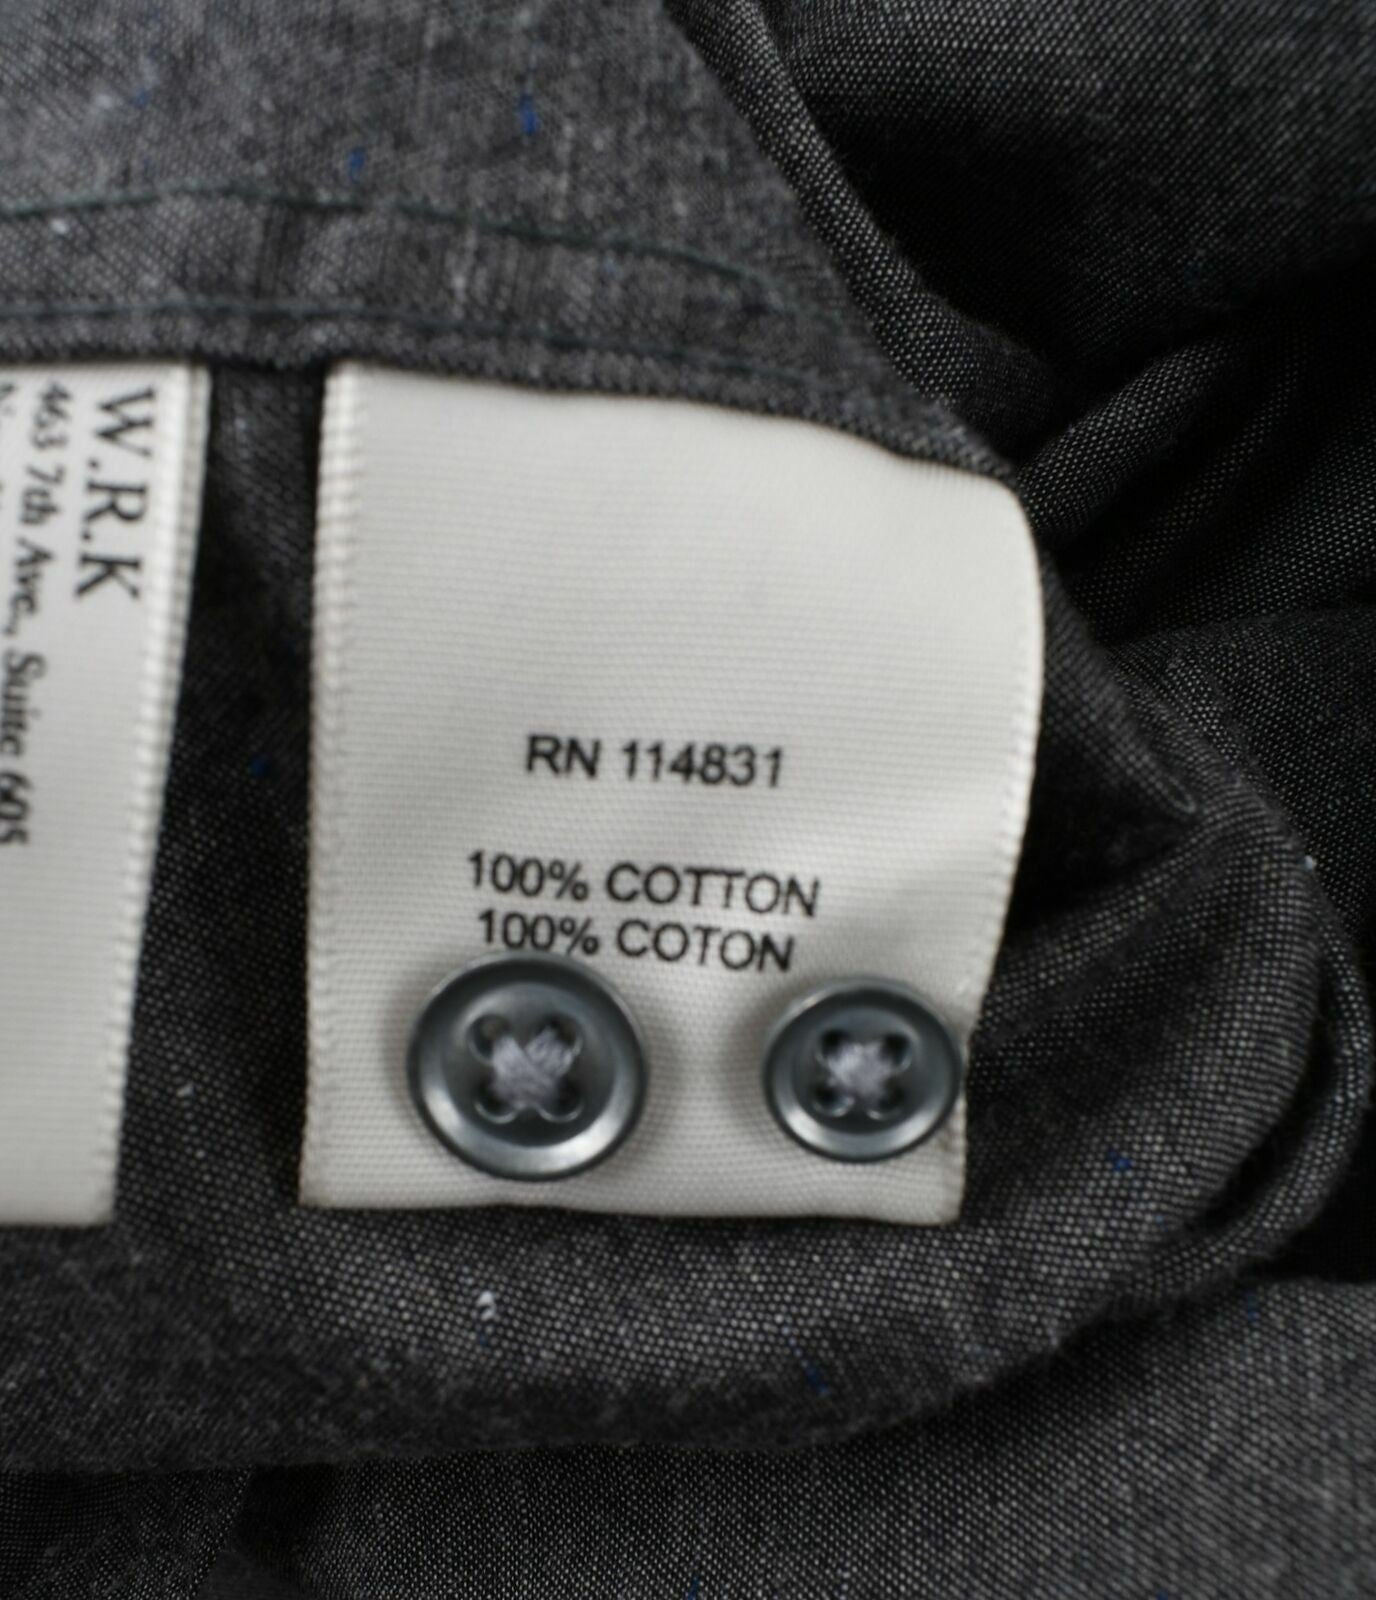 W.R.K
463 7th Ave., Suite 605
RN 114831
100% COTTON
100% COTON